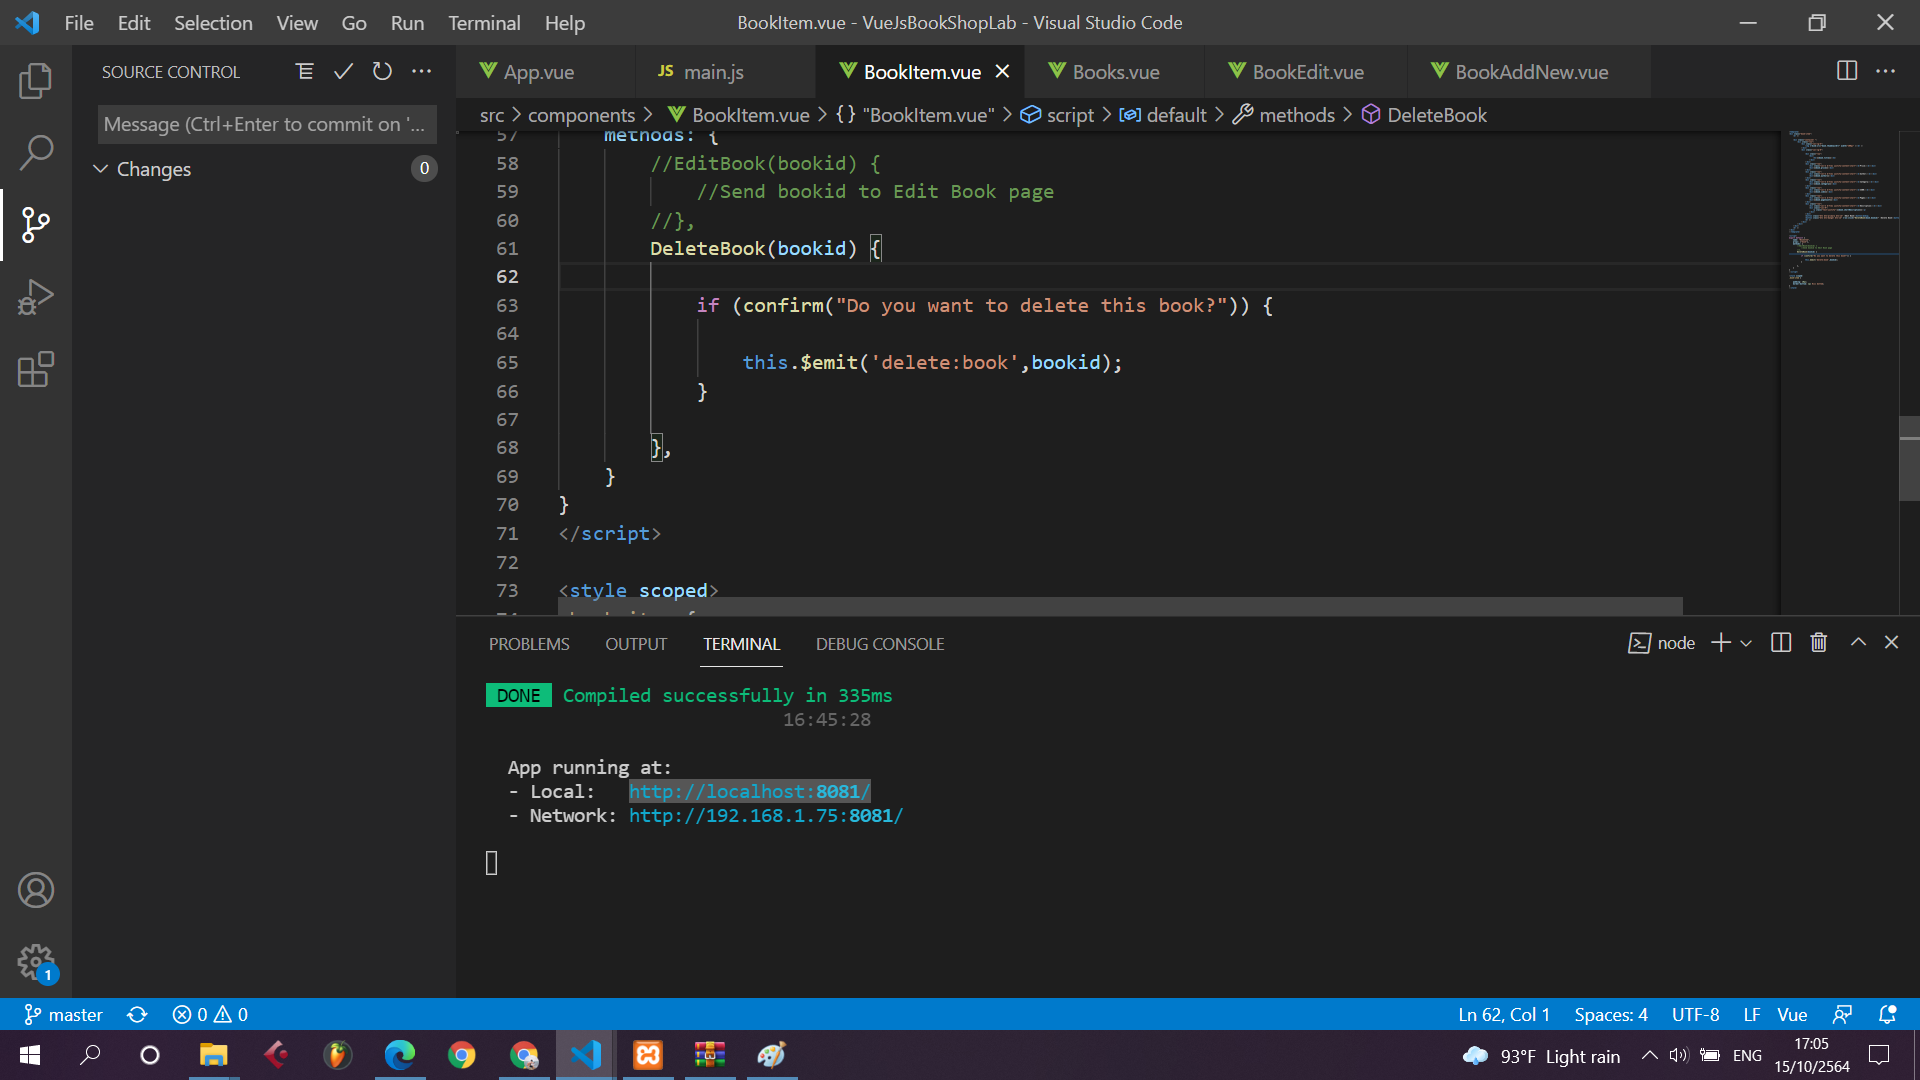 File Edit Selection View Go Run Terminal Help
BookItem.vue - VueJsBookShopLab - Visual Studio Code
SOURCE CONTROL
Message (Ctrl+Enter to commit on '...
Changes 0
App.vue JS main.js BookItem.vue Books.vue BookEdit.vue BookAddNew.vue
src > components > BookItem.vue > {} "BookItem.vue" > script > default > methods > DeleteBook
57 methods: {
58 //EditBook(bookid) {
59 //Send bookid to Edit Book page
60 //},
61 DeleteBook(bookid) {
62
63 if (confirm("Do you want to delete this book?")) {
64
65 this.$emit('delete:book',bookid);
66 }
67
68 },
69 }
70 }
71 </script>
72
73 <style scoped>
PROBLEMS OUTPUT TERMINAL DEBUG CONSOLE
node
DONE Compiled successfully in 335ms
16:45:28
App running at:
- Local: http://localhost:8081/
- Network: http://192.168.1.75:8081/
1
master 0 0
Ln 62, Col 1 Spaces: 4 UTF-8 LF Vue
93°F Light rain ENG
17:05
15/10/2564